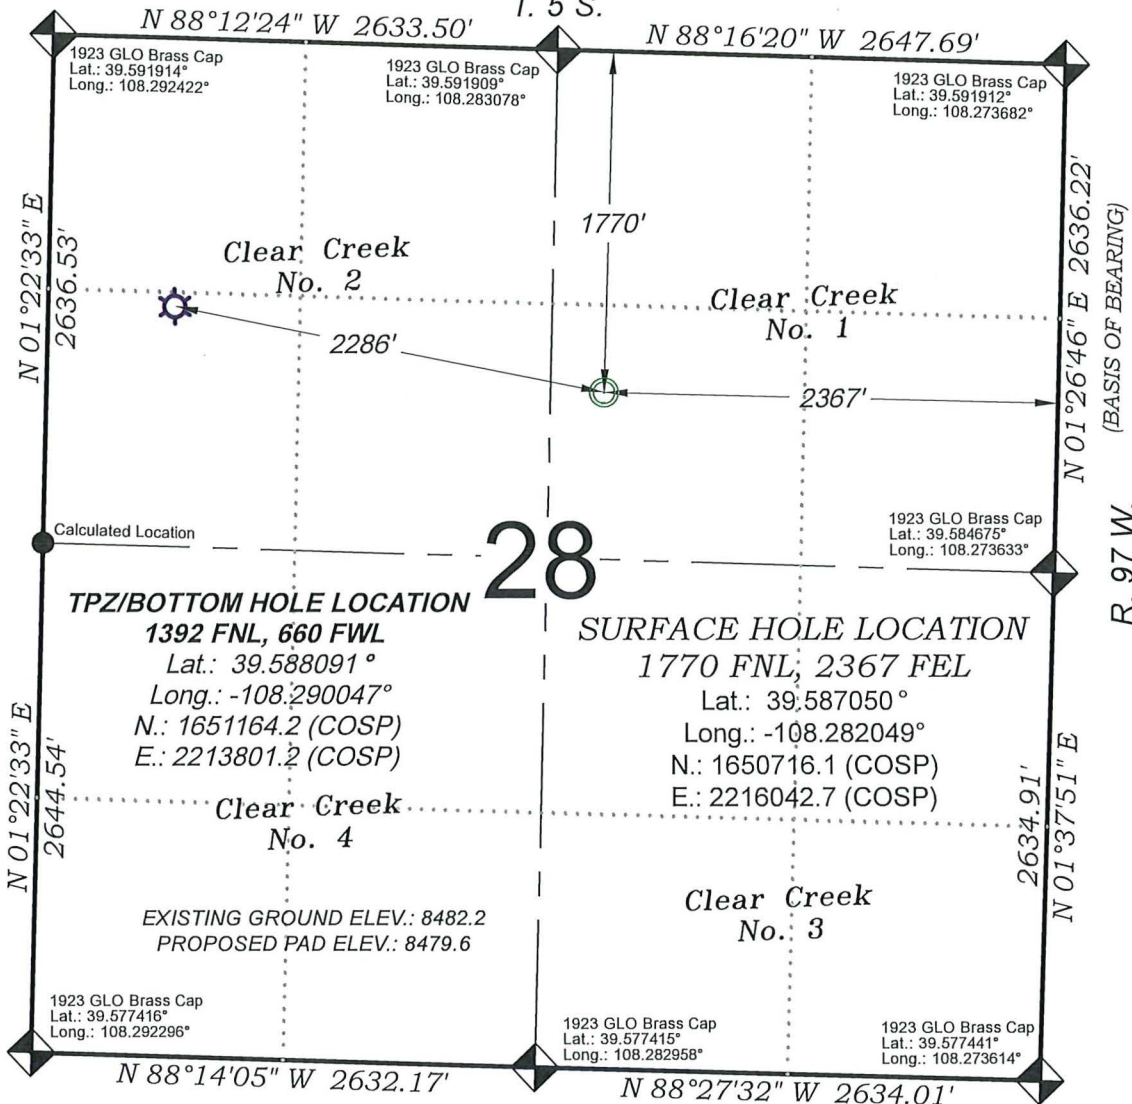 T. 5 S.
N 88°12'24" W 2633.50'
N 88°16'20" W 2647.69'
1923 GLO Brass Cap
Lat.: 39.591914°
Long.: 108.292422°
1923 GLO Brass Cap
Lat.: 39.591909°
Long.: 108.283078°
1923 GLO Brass Cap
Lat.: 39.591912°
Long.: 108.273682°
N 01°22'33" E
2636.53'
1770'
N 01°26'46" E 2636.22'
(BASIS OF BEARING)
Clear Creek
No. 2
Clear Creek
No. 1
2286'
2367'
Calculated Location
28
1923 GLO Brass Cap
Lat.: 39.584675°
Long.: 108.273633°
R. 97 W.
TPZ/BOTTOM HOLE LOCATION
1392 FNL, 660 FWL
Lat.: 39.588091°
Long.: -108.290047°
N.: 1651164.2 (COSP)
E.: 2213801.2 (COSP)
SURFACE HOLE LOCATION
1770 FNL, 2367 FEL
Lat.: 39.587050°
Long.: -108.282049°
N.: 1650716.1 (COSP)
E.: 2216042.7 (COSP)
N 01°22'33" E
2644.54'
Clear Creek
No. 4
2634.91'
N 01°37'51" E
Clear Creek
No. 3
EXISTING GROUND ELEV.: 8482.2
PROPOSED PAD ELEV.: 8479.6
1923 GLO Brass Cap
Lat.: 39.577416°
Long.: 108.292296°
1923 GLO Brass Cap
Lat.: 39.577415°
Long.: 108.282958°
1923 GLO Brass Cap
Lat.: 39.577441°
Long.: 108.273614°
N 88°14'05" W 2632.17'
N 88°27'32" W 2634.01'